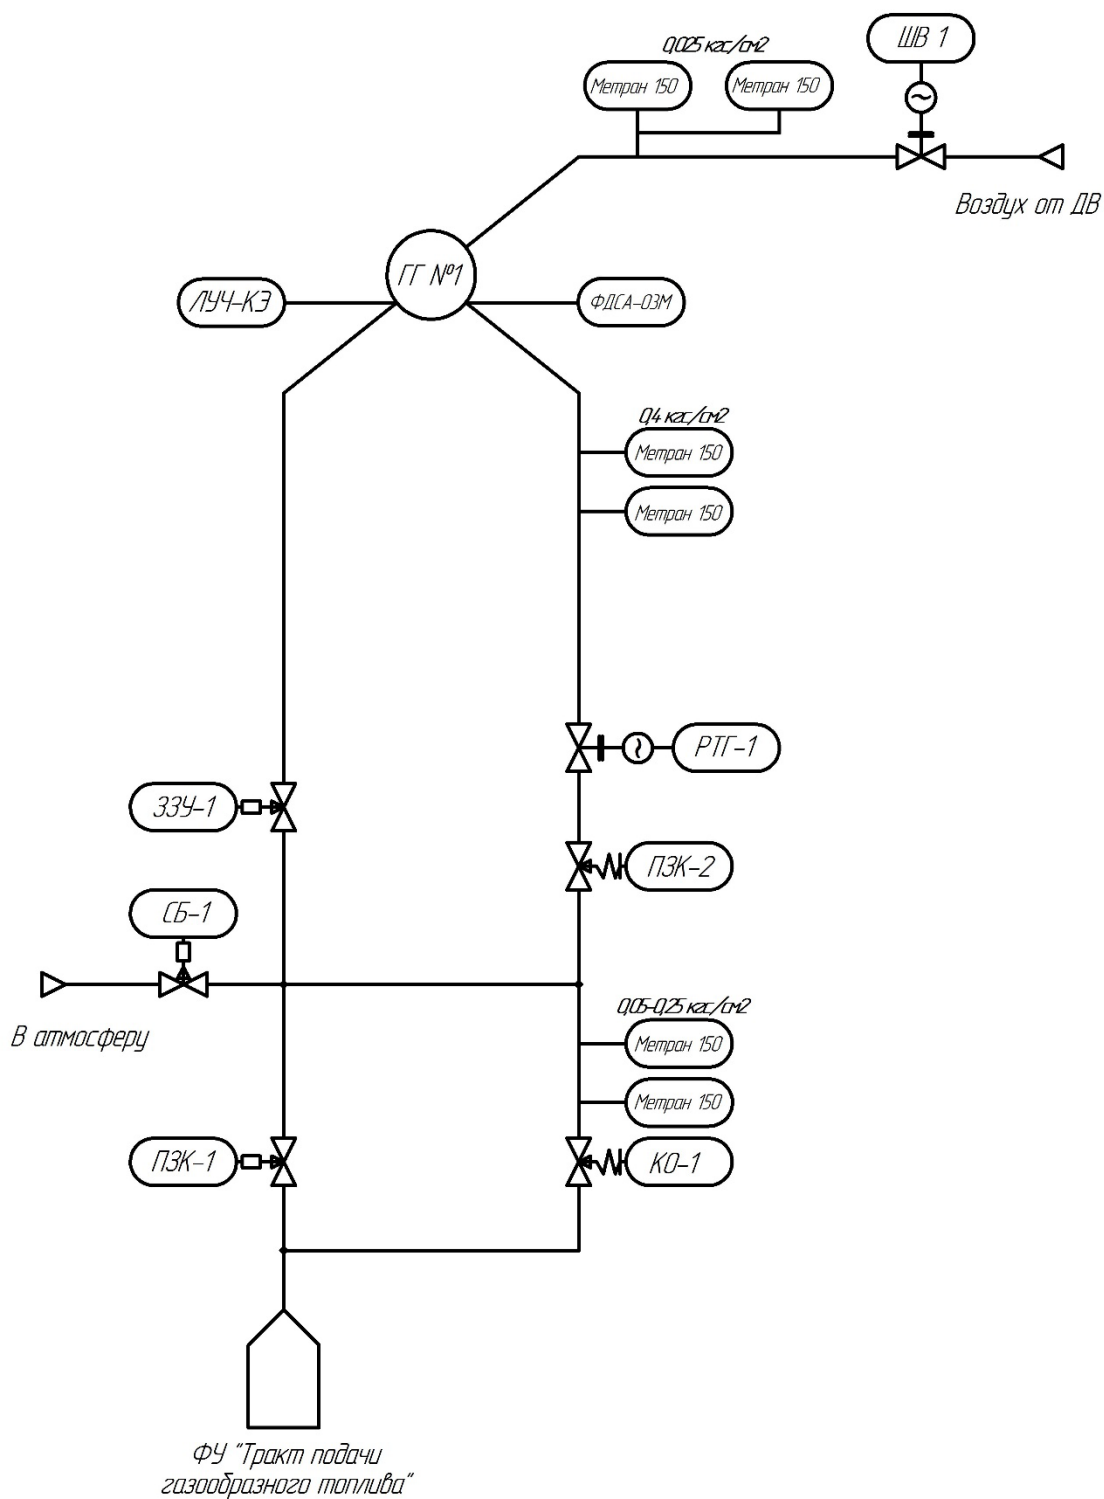 ШВ 1
0,025 кгс/см2
Метран 150
Метран 150
Воздух от ДВ
ГГ №1
ЛУЧ-КЭ
ФДСА-03М
0,4 кгс/см2
Метран 150
Метран 150
РТГ-1
ЗЗУ-1
ПЗК-2
СБ-1
В атмосферу
0,05-0,25 кгс/см2
Метран 150
Метран 150
ПЗК-1
КО-1
ФУ "Тракт подачи
газообразного топлива"